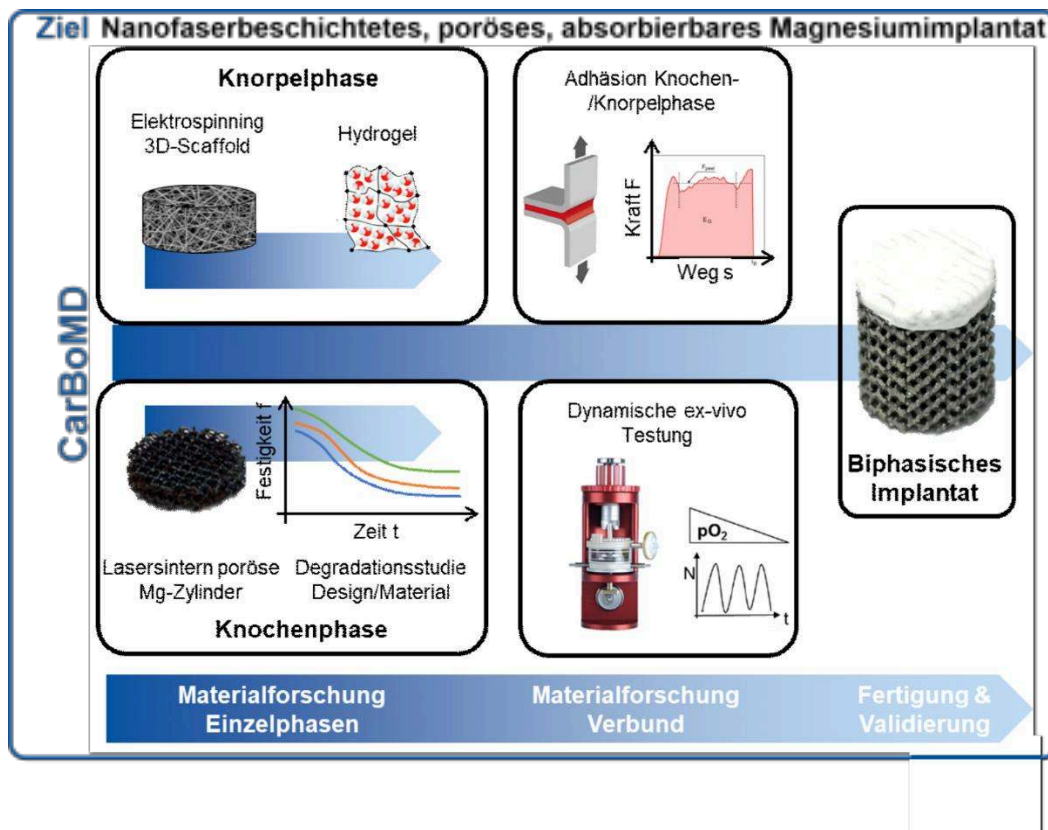 Ziel Nanofaserbeschichtetes, poröses, absorbierbares Magnesiumimplantat
CarBoMD
Knorpelphase
Elektrospinning
3D-Scaffold
Hydrogel
Adhäsion Knochen-
/Knorpelphase
Kraft F
Weg s
Festigkeit f
Zeit t
Lasersintern poröse
Mg-Zylinder
Degradationsstudie
Design/Material
Knochenphase
Dynamische ex-vivo
Testung
pO₂
N
t
Biphasisches
Implantat
Materialforschung
Einzelphasen
Materialforschung
Verbund
Fertigung &
Validierung